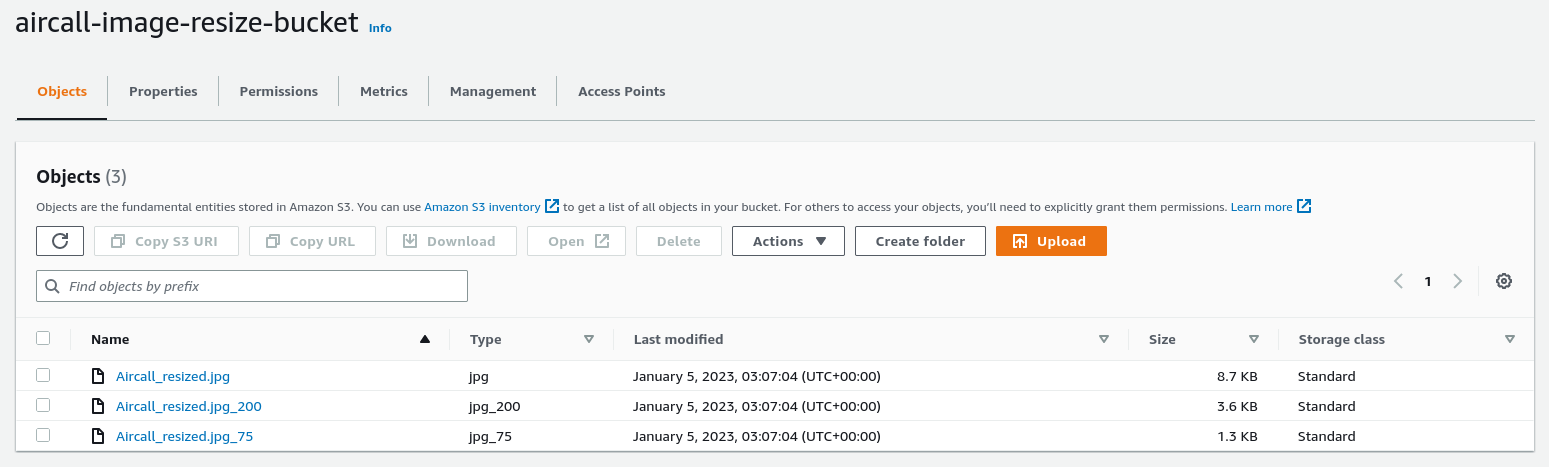 aircall-image-resize-bucket Info
Objects Properties Permissions Metrics Management Access Points
Objects (3)
Objects are the fundamental entities stored in Amazon S3. You can use Amazon S3 inventory to get a list of all objects in your bucket. For others to access your objects, you'll need to explicitly grant them permissions. Learn more
Copy S3 URI Copy URL Download Open Delete Actions Create folder Upload
Find objects by prefix 1
Name Type Last modified Size Storage class
Aircall_resized.jpg jpg January 5, 2023, 03:07:04 (UTC+00:00) 8.7 KB Standard
Aircall_resized.jpg_200 jpg_200 January 5, 2023, 03:07:04 (UTC+00:00) 3.6 KB Standard
Aircall_resized.jpg_75 jpg_75 January 5, 2023, 03:07:04 (UTC+00:00) 1.3 KB Standard